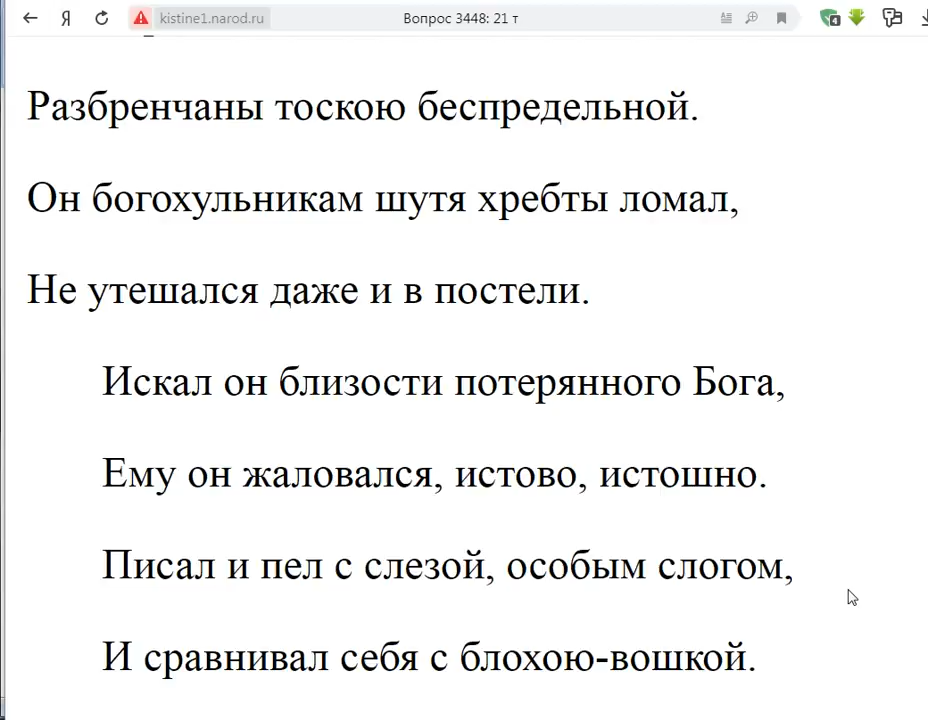 Я
kistine1.narod.ru
Вопрос 3448: 21 т
4
Разбренчаны тоскою беспредельной.
Он богохульникам шутя хребты ломал,
Не утешался даже и в постели.
Искал он близости потерянного Бога,
Ему он жаловался, истово, истошно.
Писал и пел с слезой, особым слогом,
И сравнивал себя с блохою-вошкой.